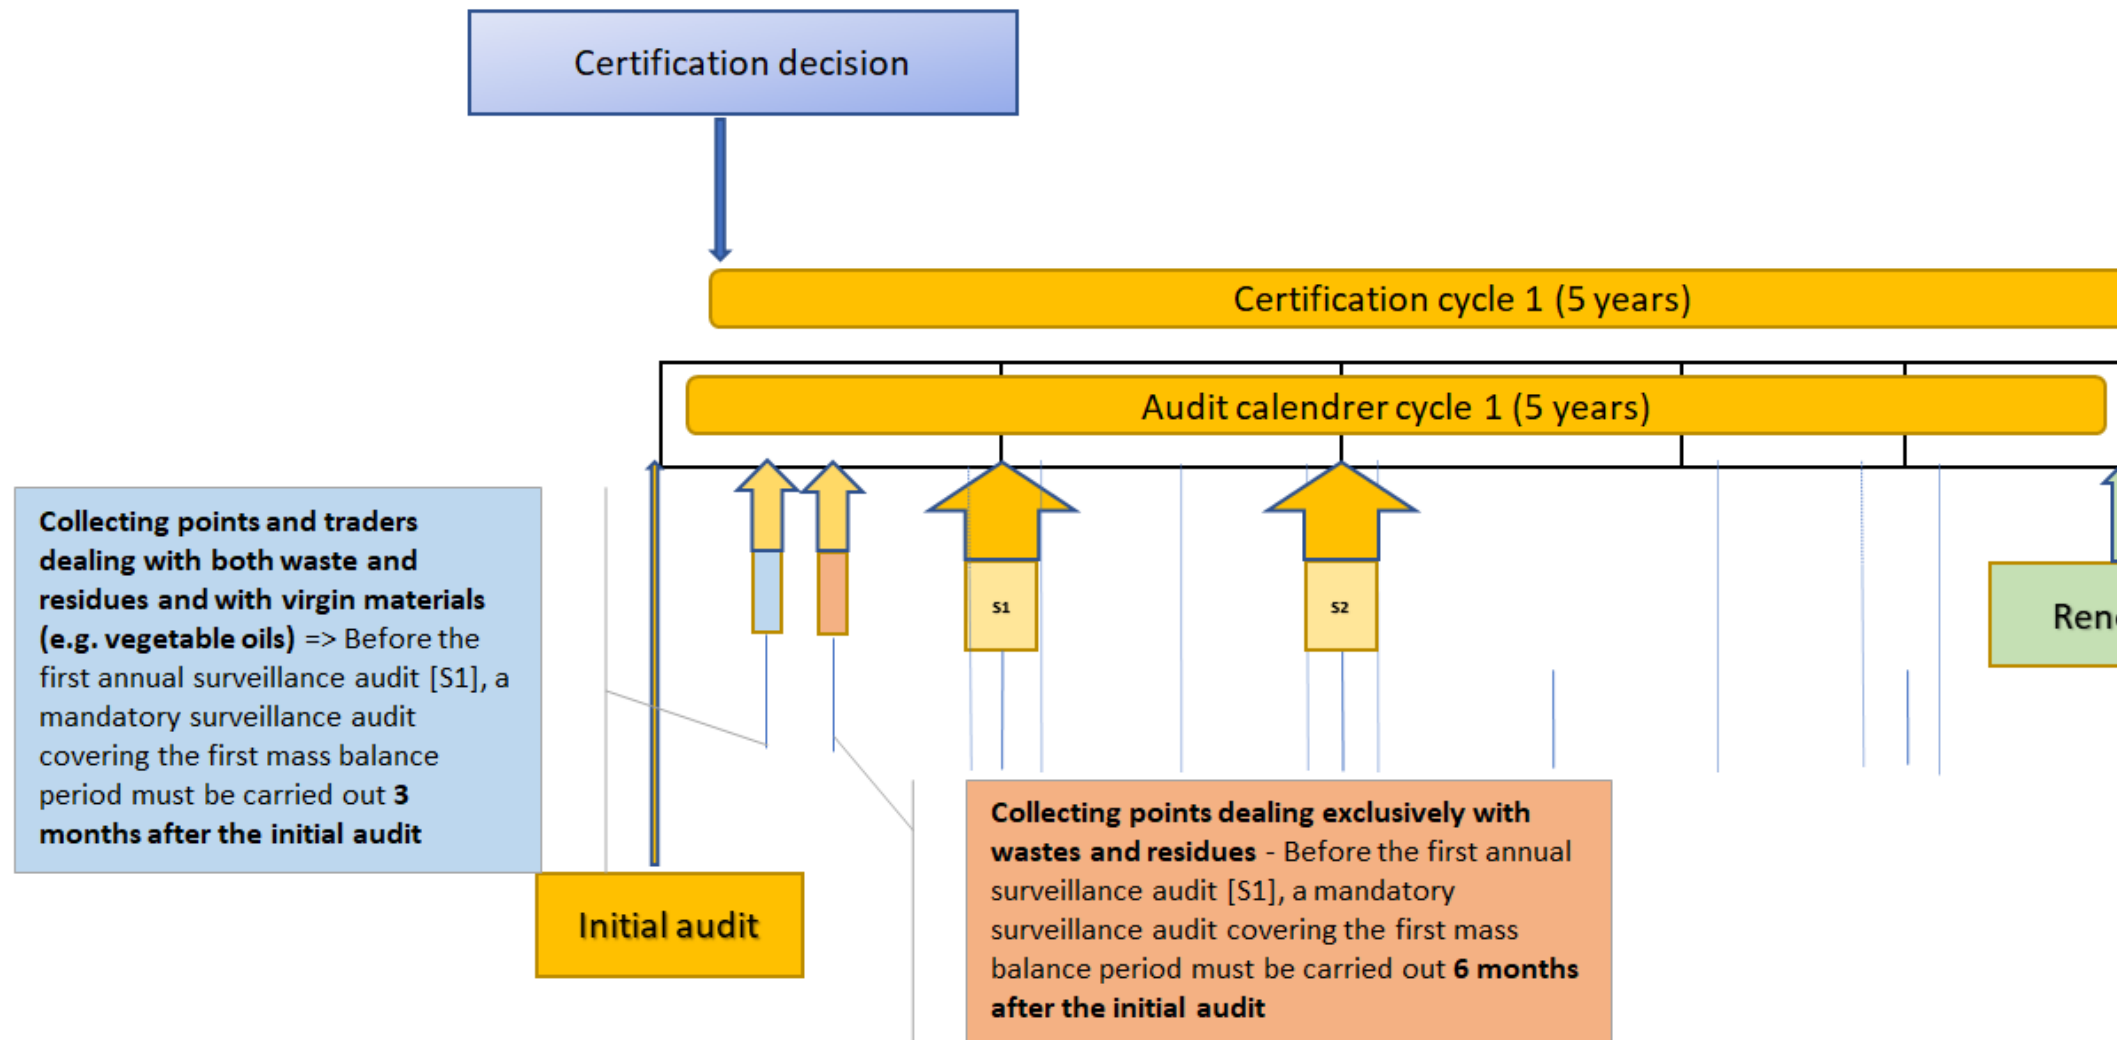 Certification decision
Certification cycle 1 (5 years)
Audit calendrer cycle 1 (5 years)
Collecting points and traders
dealing with both waste and
residues and with virgin materials
(e.g. vegetable oils) => Before the
first annual surveillance audit [S1], a
mandatory surveillance audit
covering the first mass balance
period must be carried out 3
months after the initial audit
S1
S2
Initial audit
Collecting points dealing exclusively with
wastes and residues - Before the first annual
surveillance audit [S1], a mandatory
surveillance audit covering the first mass
balance period must be carried out 6 months
after the initial audit